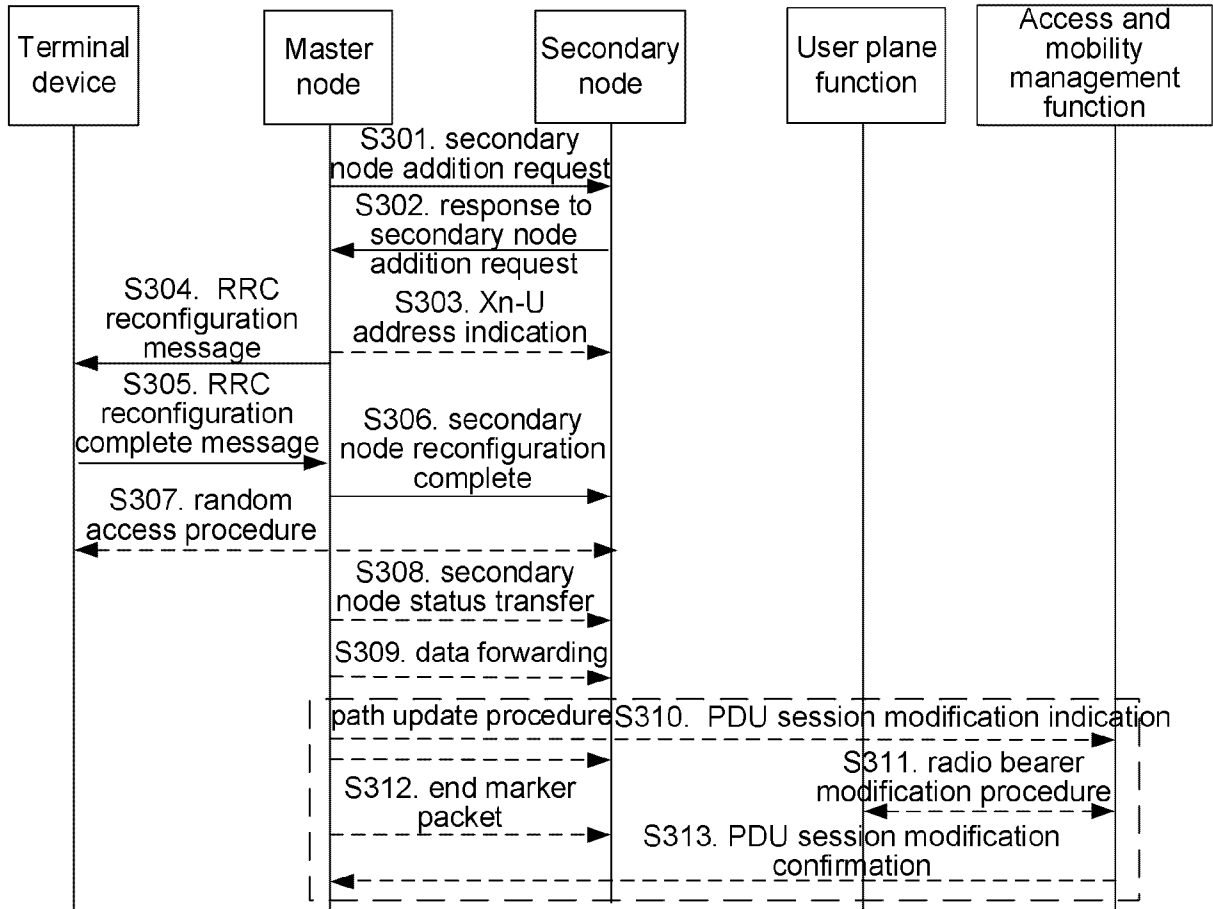 Terminal
device
Master
node
Secondary
node
User plane
function
Access and
mobility
management
function
S301. secondary
node addition request
S302. response to
secondary node
addition request
S304. RRC
reconfiguration
message
S303. Xn-U
address indication
S305. RRC
reconfiguration
complete message
S306. secondary
node reconfiguration
complete
S307. random
access procedure
S308. secondary
node status transfer
S309. data forwarding
path update procedure
S310. PDU session modification indication
S311. radio bearer
modification procedure
S312. end marker
packet
S313. PDU session modification
confirmation